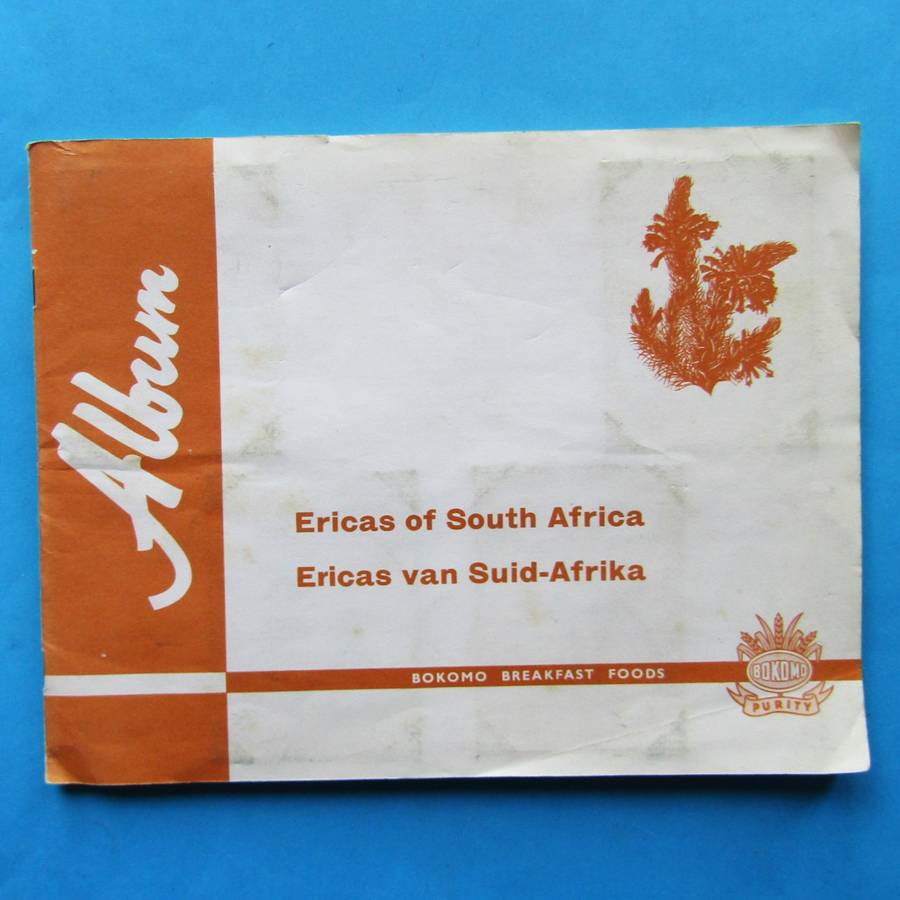 Album
Ericas of South Africa
Ericas van Suid-Afrika
BOKOMO BREAKFAST FOODS
BOKOMO
PURITY